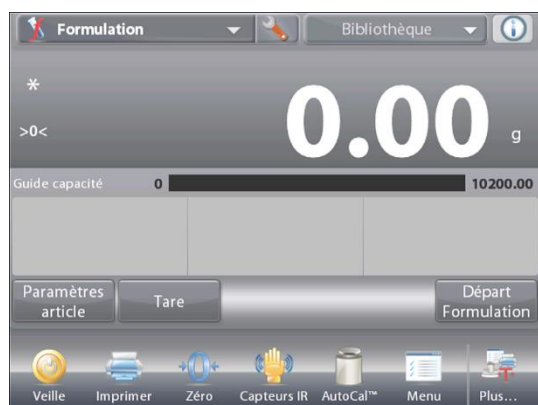 Formulation
Bibliothèque
*
>0<
0.00 g
Guide capacité 0 10200.00
Paramètres
article
Tare
Départ
Formulation
Veille Imprimer Zéro Capteurs IR AutoCal™ Menu Plus...